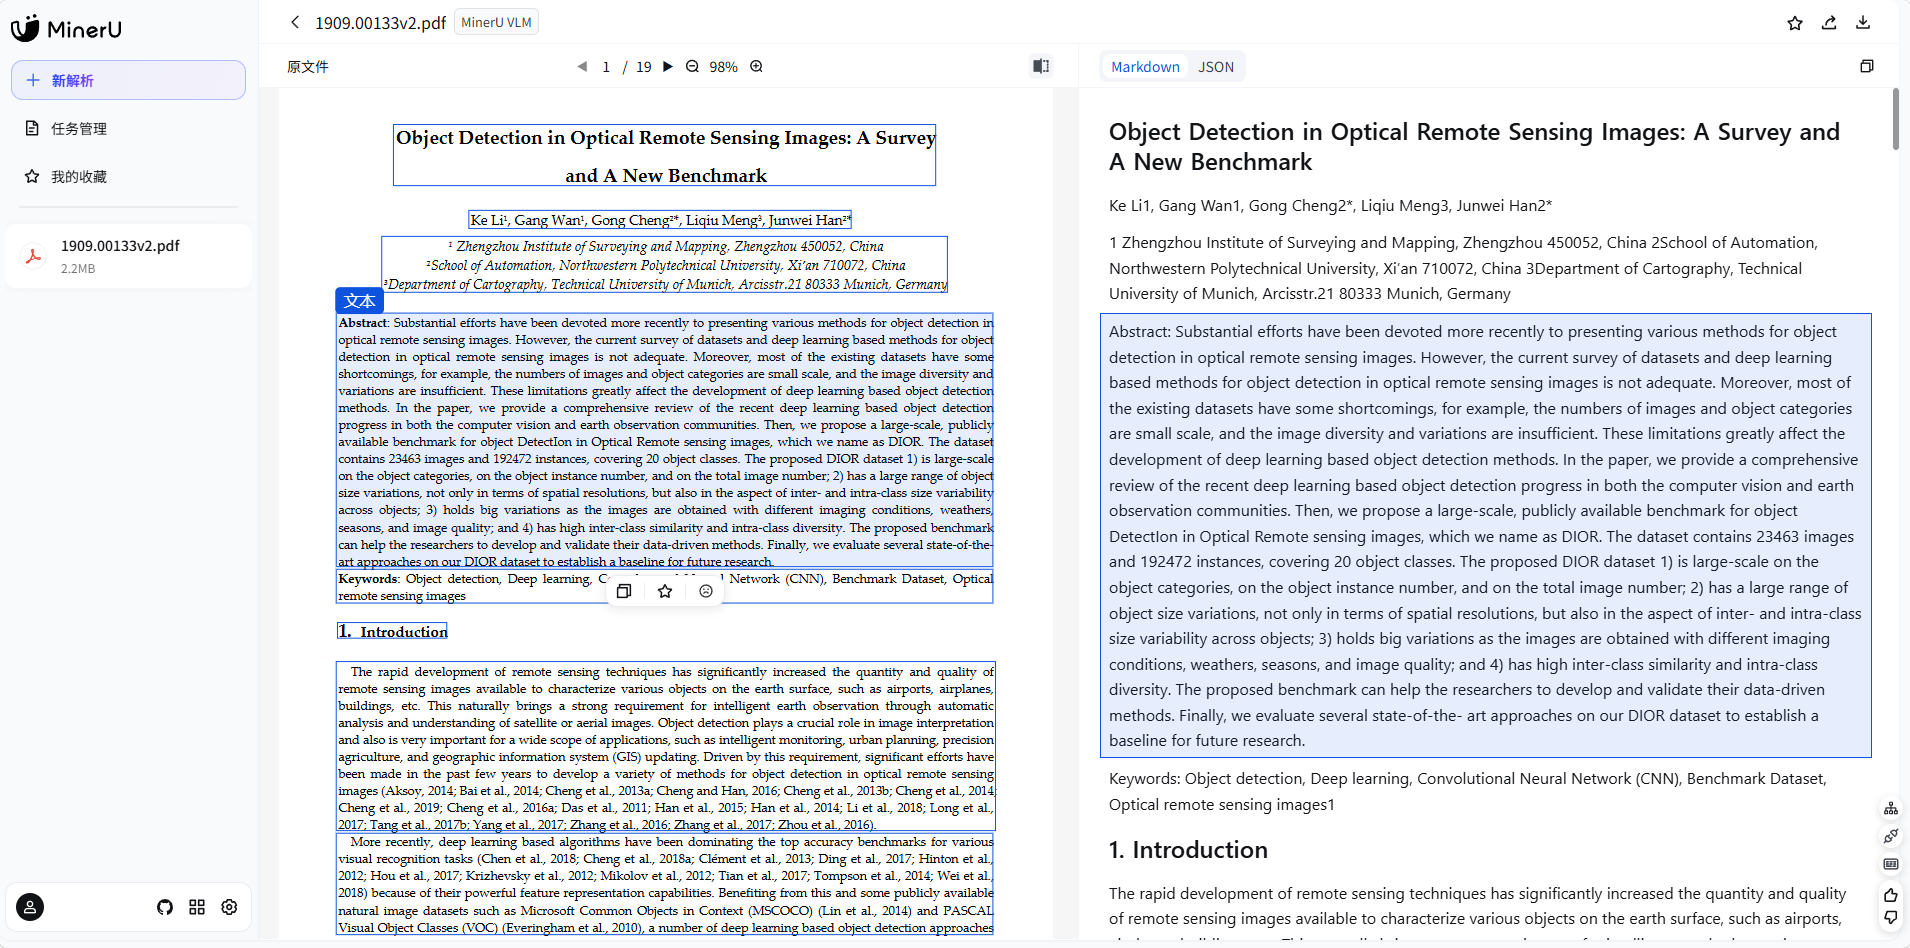 MinerU
新解析
任务管理
我的收藏
1909.00133v2.pdf
2.2MB
1909.00133v2.pdf
MinerU VLM
原文件
1 / 19
98%
Object Detection in Optical Remote Sensing Images: A Survey
and A New Benchmark
Ke Li¹, Gang Wan¹, Gong Cheng²*, Liqiu Meng³, Junwei Han²*
¹ Zhengzhou Institute of Surveying and Mapping, Zhengzhou 450052, China
²School of Automation, Northwestern Polytechnical University, Xi'an 710072, China
³Department of Cartography, Technical University of Munich, Arcisstr.21 80333 Munich, Germany
文本
Abstract: Substantial efforts have been devoted more recently to presenting various methods for object detection in
optical remote sensing images. However, the current survey of datasets and deep learning based methods for object
detection in optical remote sensing images is not adequate. Moreover, most of the existing datasets have some
shortcomings, for example, the numbers of images and object categories are small scale, and the image diversity and
variations are insufficient. These limitations greatly affect the development of deep learning based object detection
methods. In the paper, we provide a comprehensive review of the recent deep learning based object detection
progress in both the computer vision and earth observation communities. Then, we propose a large-scale, publicly
available benchmark for object DetectIon in Optical Remote sensing images, which we name as DIOR. The dataset
contains 23463 images and 192472 instances, covering 20 object classes. The proposed DIOR dataset 1) is large-scale
on the object categories, on the object instance number, and on the total image number; 2) has a large range of object
size variations, not only in terms of spatial resolutions, but also in the aspect of inter- and intra-class size variability
across objects; 3) holds big variations as the images are obtained with different imaging conditions, weathers,
seasons, and image quality; and 4) has high inter-class similarity and intra-class diversity. The proposed benchmark
can help the researchers to develop and validate their data-driven methods. Finally, we evaluate several state-of-the-
art approaches on our DIOR dataset to establish a baseline for future research.
Keywords: Object detection, Deep learning, Network (CNN), Benchmark Dataset, Optical
remote sensing images
1. Introduction
The rapid development of remote sensing techniques has significantly increased the quantity and quality of
remote sensing images available to characterize various objects on the earth surface, such as airports, airplanes,
buildings, etc. This naturally brings a strong requirement for intelligent earth observation through automatic
analysis and understanding of satellite or aerial images. Object detection plays a crucial role in image interpretation
and also is very important for a wide scope of applications, such as intelligent monitoring, urban planning, precision
agriculture, and geographic information system (GIS) updating. Driven by this requirement, significant efforts have
been made in the past few years to develop a variety of methods for object detection in optical remote sensing
images (Aksoy, 2014; Bai et al., 2014; Cheng et al., 2013a; Cheng and Han, 2016; Cheng et al., 2013b; Cheng et al., 2014;
Cheng et al., 2019; Cheng et al., 2016a; Das et al., 2011; Han et al., 2015; Han et al., 2014; Li et al., 2018; Long et al.,
2017; Tang et al., 2017b; Yang et al., 2017; Zhang et al., 2016; Zhang et al., 2017; Zhou et al., 2016).
More recently, deep learning based algorithms have been dominating the top accuracy benchmarks for various
visual recognition tasks (Chen et al., 2018; Cheng et al., 2018a; Clément et al., 2013; Ding et al., 2017; Hinton et al.,
2012; Hou et al., 2017; Krizhevsky et al., 2012; Mikolov et al., 2012; Tian et al., 2017; Tompson et al., 2014; Wei et al.,
2018) because of their powerful feature representation capabilities. Benefiting from this and some publicly available
natural image datasets such as Microsoft Common Objects in Context (MSCOCO) (Lin et al., 2014) and PASCAL
Visual Object Classes (VOC) (Everingham et al., 2010), a number of deep learning based object detection approaches
Markdown JSON
Object Detection in Optical Remote Sensing Images: A Survey and
A New Benchmark
Ke Li1, Gang Wan1, Gong Cheng2*, Liqiu Meng3, Junwei Han2*
1 Zhengzhou Institute of Surveying and Mapping, Zhengzhou 450052, China 2School of Automation,
Northwestern Polytechnical University, Xi'an 710072, China 3Department of Cartography, Technical
University of Munich, Arcisstr.21 80333 Munich, Germany
Abstract: Substantial efforts have been devoted more recently to presenting various methods for object
detection in optical remote sensing images. However, the current survey of datasets and deep learning
based methods for object detection in optical remote sensing images is not adequate. Moreover, most of
the existing datasets have some shortcomings, for example, the numbers of images and object categories
are small scale, and the image diversity and variations are insufficient. These limitations greatly affect the
development of deep learning based object detection methods. In the paper, we provide a comprehensive
review of the recent deep learning based object detection progress in both the computer vision and earth
observation communities. Then, we propose a large-scale, publicly available benchmark for object
DetectIon in Optical Remote sensing images, which we name as DIOR. The dataset contains 23463 images
and 192472 instances, covering 20 object classes. The proposed DIOR dataset 1) is large-scale on the
object categories, on the object instance number, and on the total image number; 2) has a large range of
object size variations, not only in terms of spatial resolutions, but also in the aspect of inter- and intra-class
size variability across objects; 3) holds big variations as the images are obtained with different imaging
conditions, weathers, seasons, and image quality; and 4) has high inter-class similarity and intra-class
diversity. The proposed benchmark can help the researchers to develop and validate their data-driven
methods. Finally, we evaluate several state-of-the- art approaches on our DIOR dataset to establish a
baseline for future research.
Keywords: Object detection, Deep learning, Convolutional Neural Network (CNN), Benchmark Dataset,
Optical remote sensing images1
1. Introduction
The rapid development of remote sensing techniques has significantly increased the quantity and quality
of remote sensing images available to characterize various objects on the earth surface, such as airports,